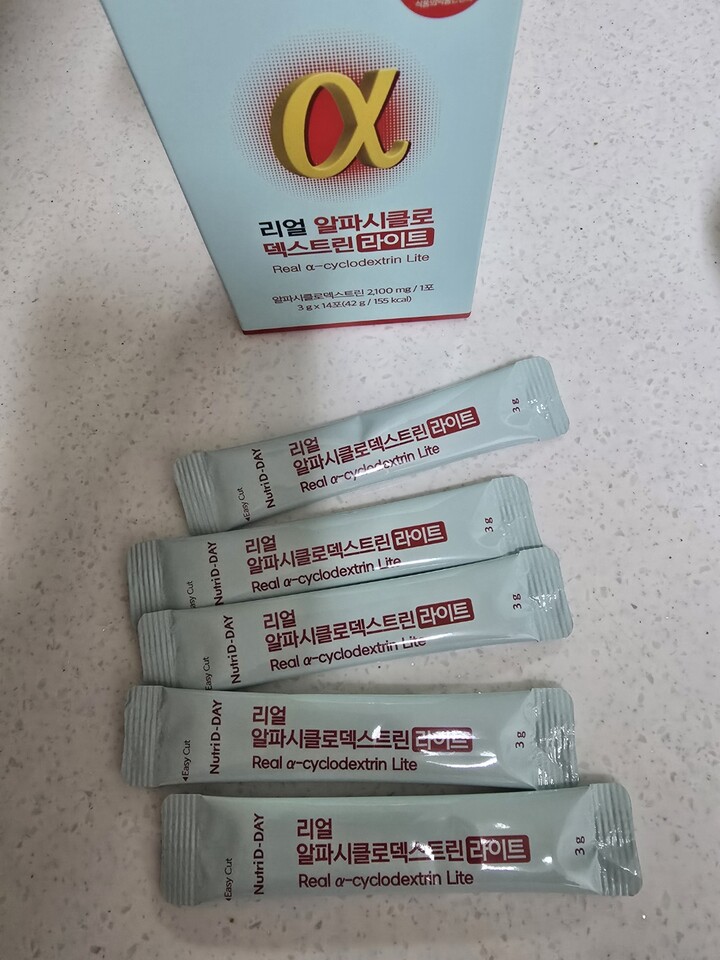 α
리얼 알파시클로
덱스트린 라이트
Real α-cyclodextrin Lite
알파시클로덱스트린 2,100 mg / 1포
3 g x 14포(42 g / 155 kcal)
◀Easy Cut
NutriD-DAY
리얼
알파시클로덱스트린 라이트
Real α-cyclodextrin Lite
3 g
Easy Cut
NutriD-DAY
리얼
알파시클로덱스트린 라이트
Real α-cyclodextrin Lite
3 g
Easy Cut
NutriD-DAY
리얼
알파시클로덱스트린 라이트
Real α-cyclodextrin Lite
3 g
◀Easy Cut
NutriD-DAY
리얼
알파시클로덱스트린 라이트
Real α-cyclodextrin Lite
3 g
◀Easy Cut
NutriD-DAY
리얼
알파시클로덱스트린 라이트
Real α-cyclodextrin Lite
3 g